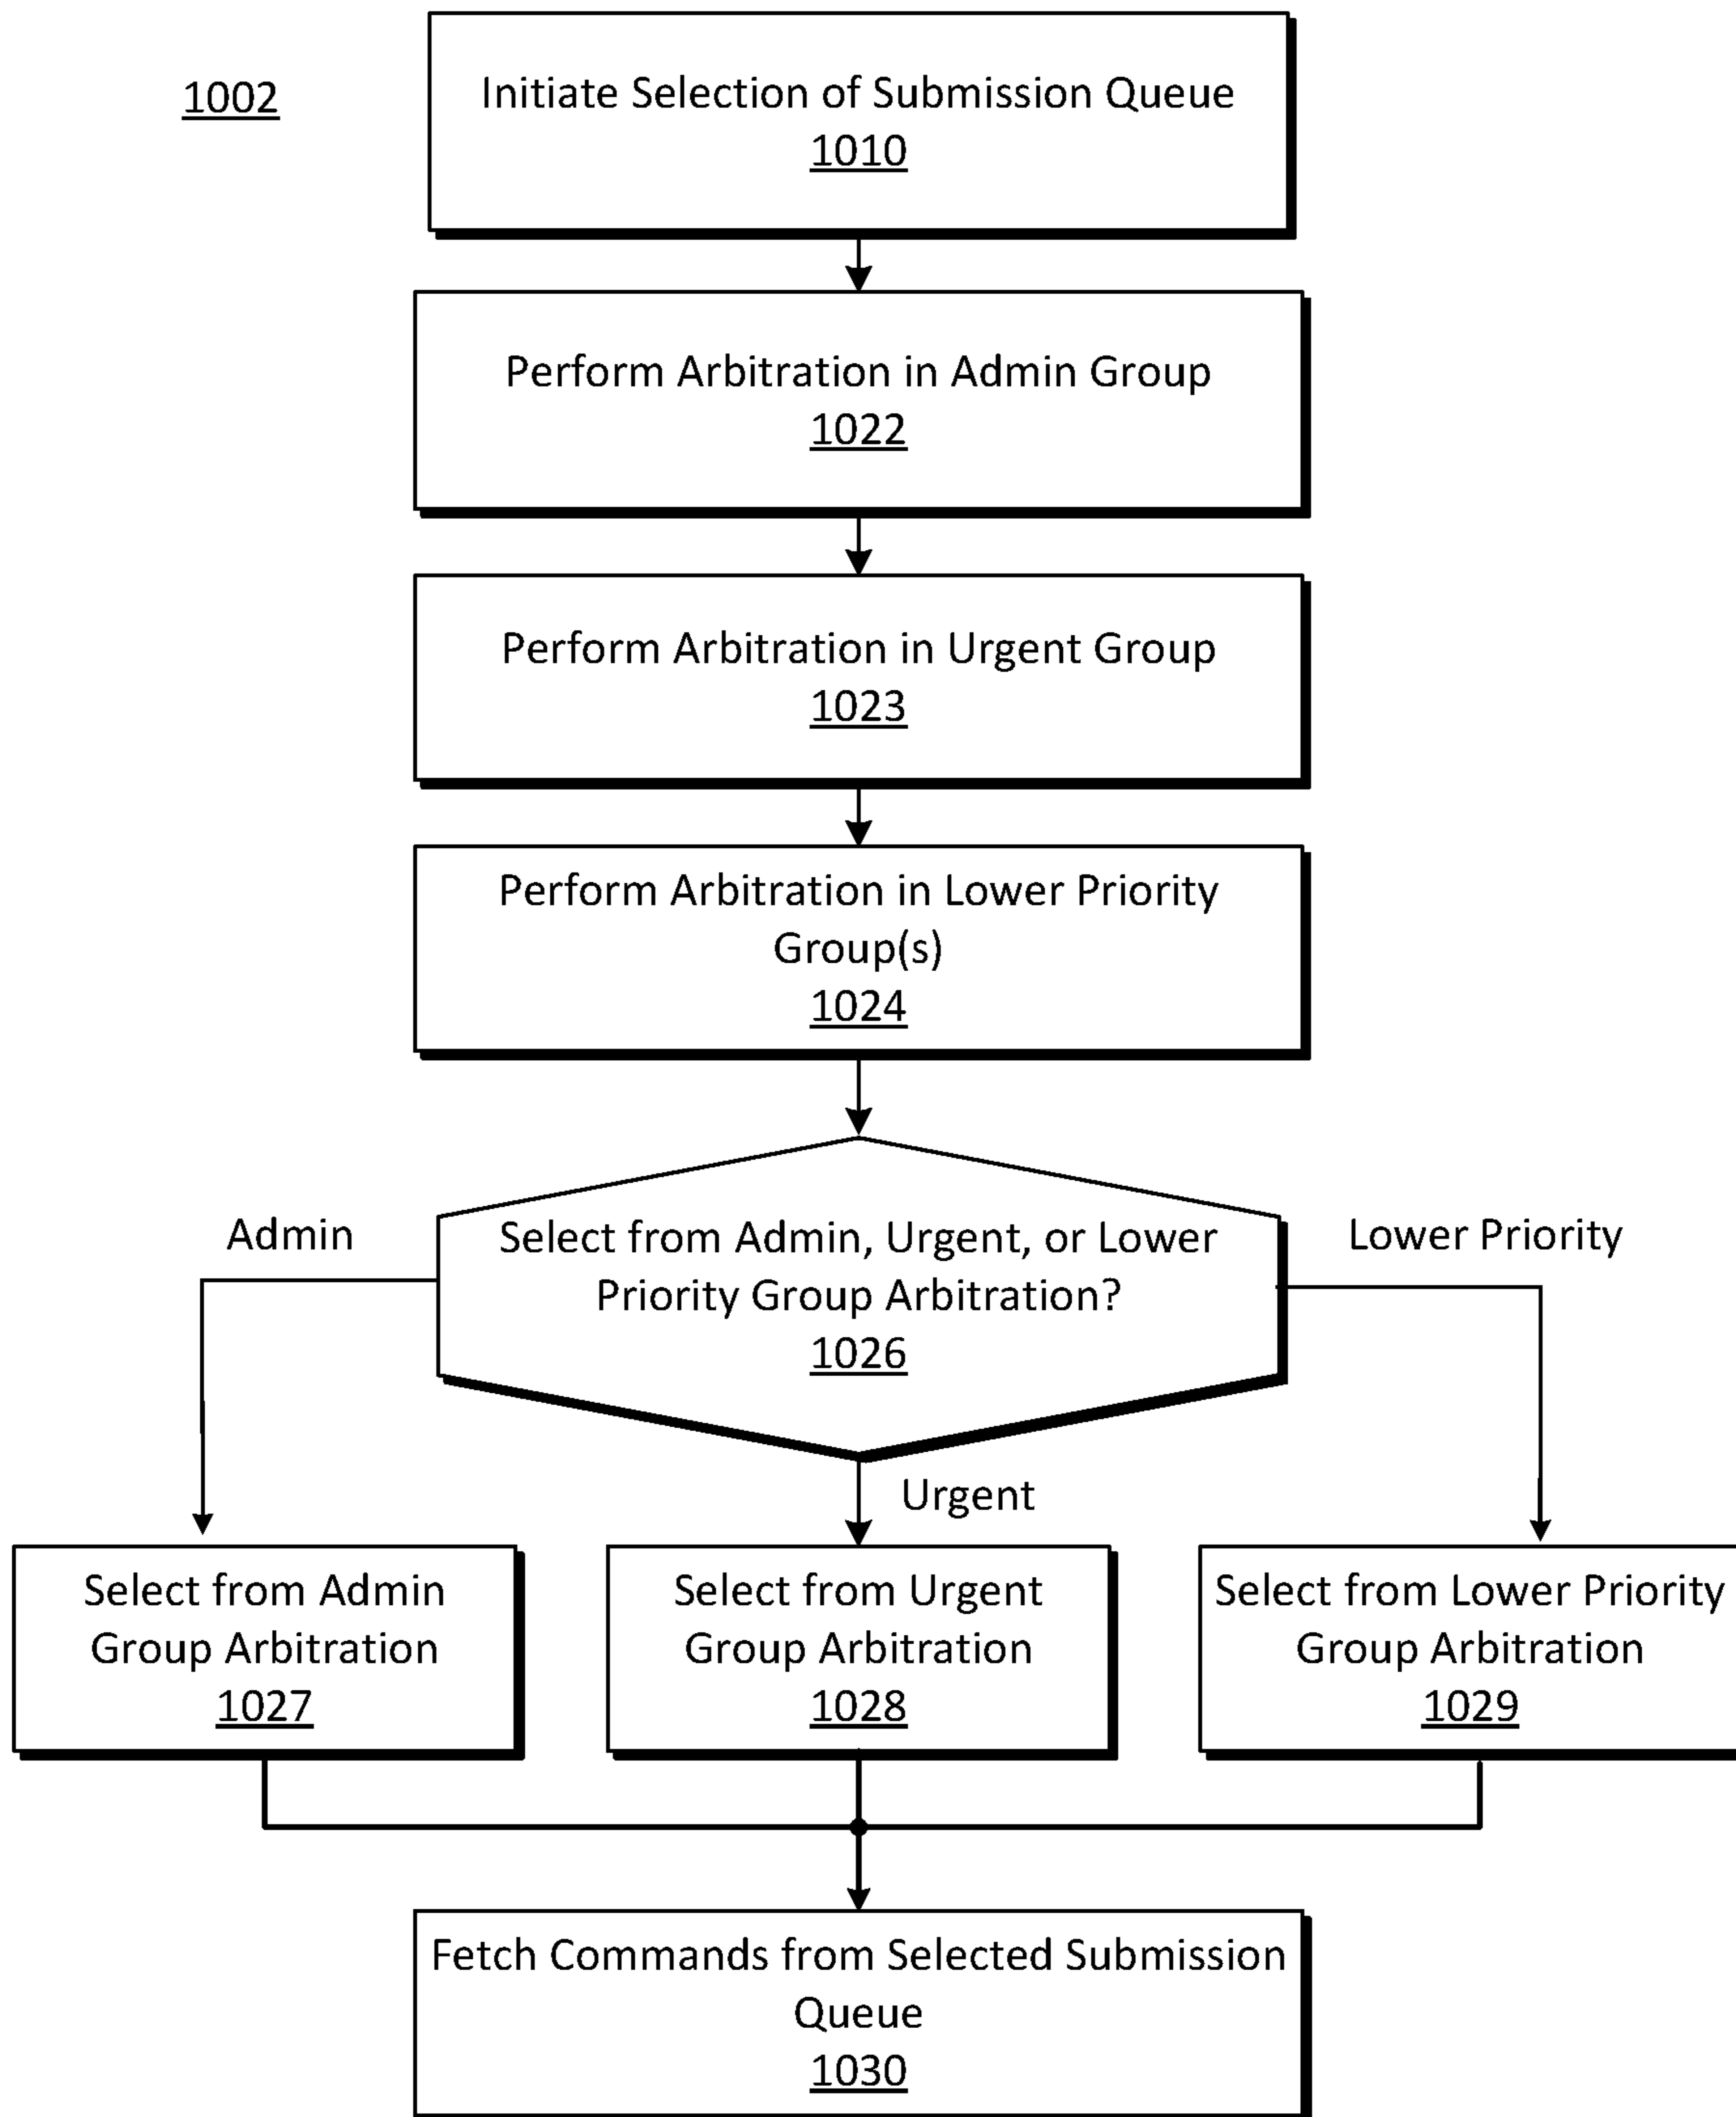 1002
Initiate Selection of Submission Queue
1010
Perform Arbitration in Admin Group
1022
Perform Arbitration in Urgent Group
1023
Perform Arbitration in Lower Priority
Group(s)
1024
Admin
Select from Admin, Urgent, or Lower
Priority Group Arbitration?
1026
Lower Priority
Urgent
Select from Admin
Group Arbitration
1027
Select from Urgent
Group Arbitration
1028
Select from Lower Priority
Group Arbitration
1029
Fetch Commands from Selected Submission
Queue
1030